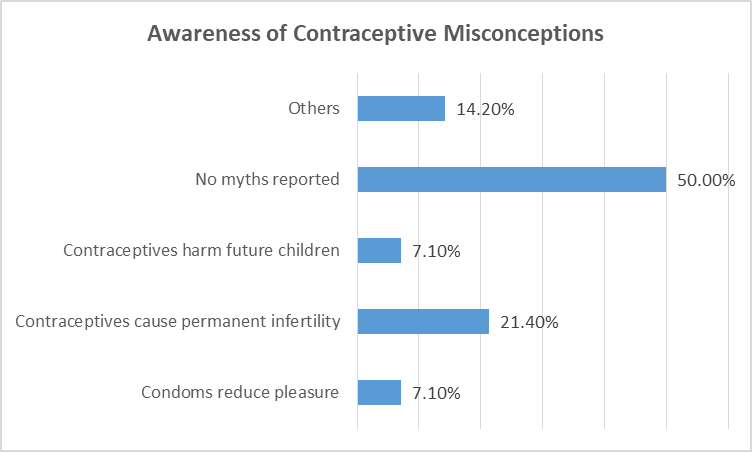 Awareness of Contraceptive Misconceptions
Others 14.20%
No myths reported 50.00%
Contraceptives harm future children 7.10%
Contraceptives cause permanent infertility 21.40%
Condoms reduce pleasure 7.10%